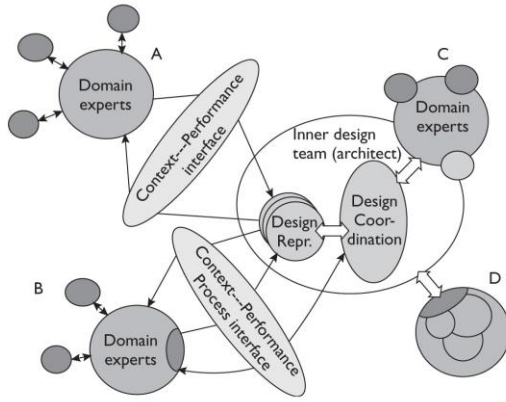 A
Domain
experts
Context---Performance
interface
C
Domain
experts
Inner design
team (architect)
Design
Repr.
Design
Coor-
dination
B
Domain
experts
Context---Performance
Process interface
D